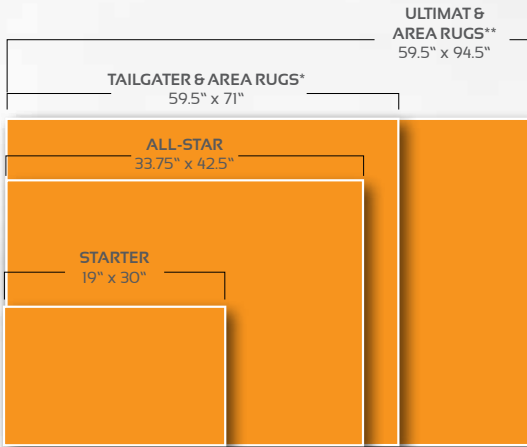 ULTIMAT &
AREA RUGS**
59.5“ x 94.5“
TAILGATER & AREA RUGS*
59.5“ x 71“
ALL-STAR
33.75“ x 42.5“
STARTER
19“ x 30“